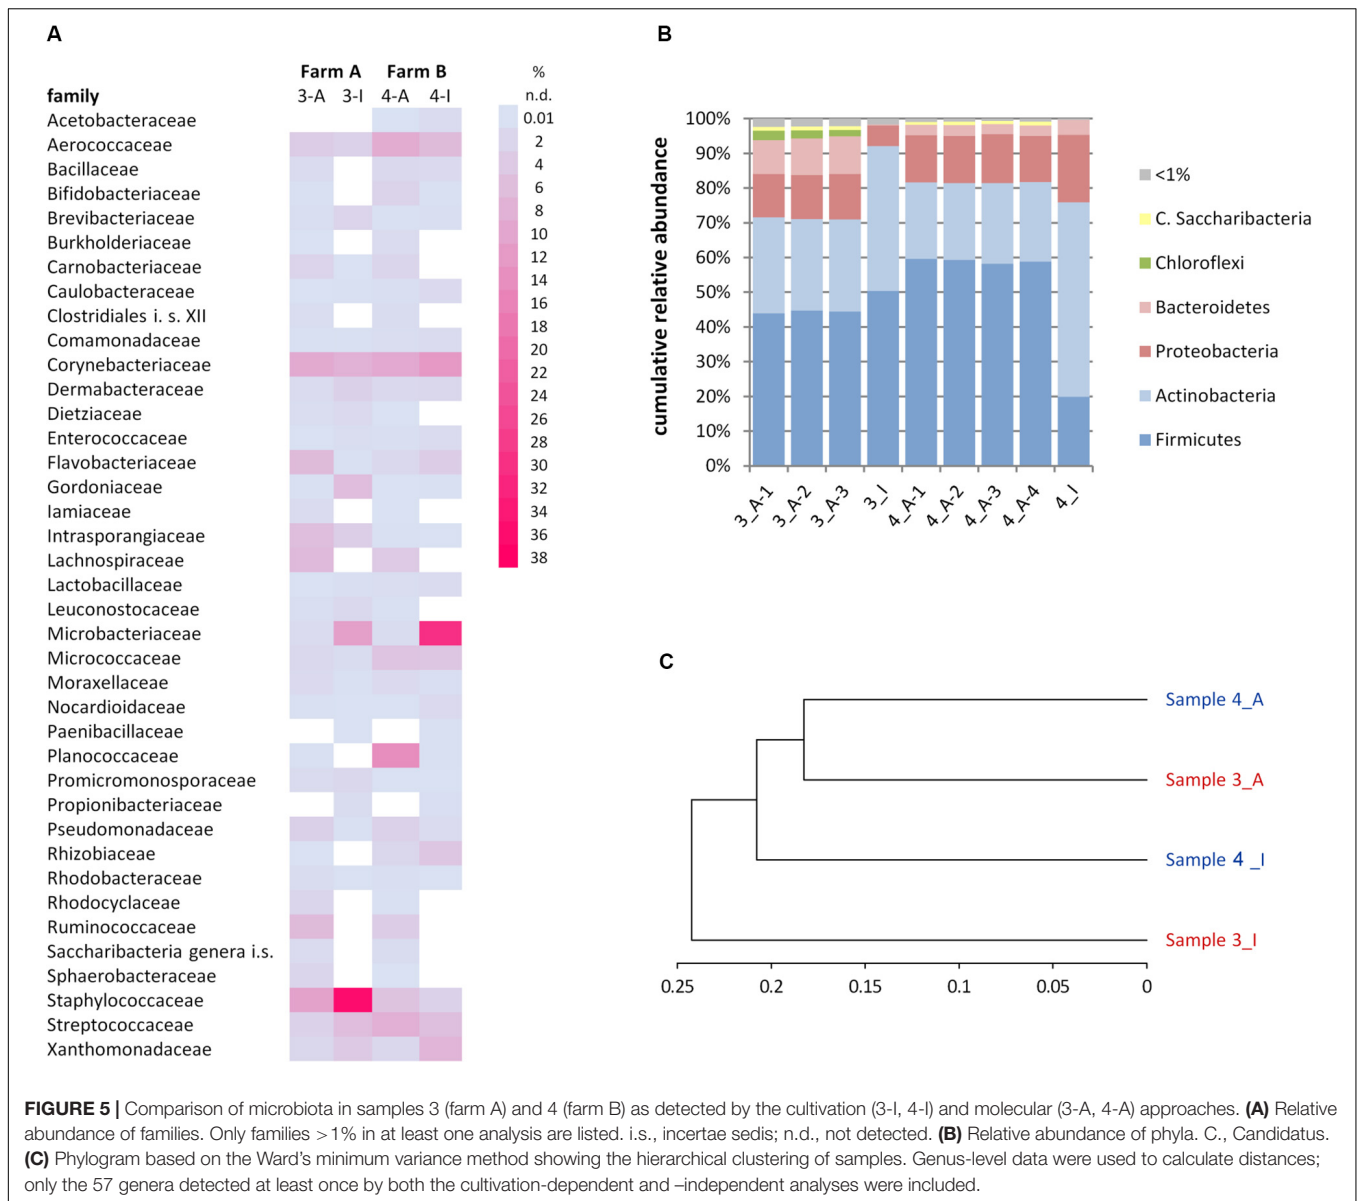 A
Farm A Farm B
family 3-A 3-I 4-A 4-I
Acetobacteraceae
Aerococcaceae
Bacillaceae
Bifidobacteriaceae
Brevibacteriaceae
Burkholderiaceae
Carnobacteriaceae
Caulobacteraceae
Clostridiales i. s. XII
Comamonadaceae
Corynebacteriaceae
Dermabacteraceae
Dietziaceae
Enterococcaceae
Flavobacteriaceae
Gordoniaceae
Iamiaceae
Intrasporangiaceae
Lachnospiraceae
Lactobacillaceae
Leuconostocaceae
Microbacteriaceae
Micrococcaceae
Moraxellaceae
Nocardioidaceae
Paenibacillaceae
Planococcaceae
Promicromonosporaceae
Propionibacteriaceae
Pseudomonadaceae
Rhizobiaceae
Rhodobacteraceae
Rhodocyclaceae
Ruminococcaceae
Saccharibacteria genera i.s.
Sphaerobacteraceae
Staphylococcaceae
Streptococcaceae
Xanthomonadaceae
%
n.d.
0.01
2
4
6
8
10
12
14
16
18
20
22
24
26
28
30
32
34
36
38
B
cumulative relative abundance
100%
90%
80%
70%
60%
50%
40%
30%
20%
10%
0%
3_A-1 3_A-2 3_A-3 3_I 4_A-1 4_A-2 4_A-3 4_A-4 4_I
<1%
C. Saccharibacteria
Chloroflexi
Bacteroidetes
Proteobacteria
Actinobacteria
Firmicutes
C
Sample 4_A
Sample 3_A
Sample 4 _I
Sample 3_I
0.25 0.2 0.15 0.1 0.05 0
FIGURE 5 | Comparison of microbiota in samples 3 (farm A) and 4 (farm B) as detected by the cultivation (3-I, 4-I) and molecular (3-A, 4-A) approaches. (A) Relative
abundance of families. Only families >1% in at least one analysis are listed. i.s., incertae sedis; n.d., not detected. (B) Relative abundance of phyla. C., Candidatus.
(C) Phylogram based on the Ward's minimum variance method showing the hierarchical clustering of samples. Genus-level data were used to calculate distances;
only the 57 genera detected at least once by both the cultivation-dependent and –independent analyses were included.